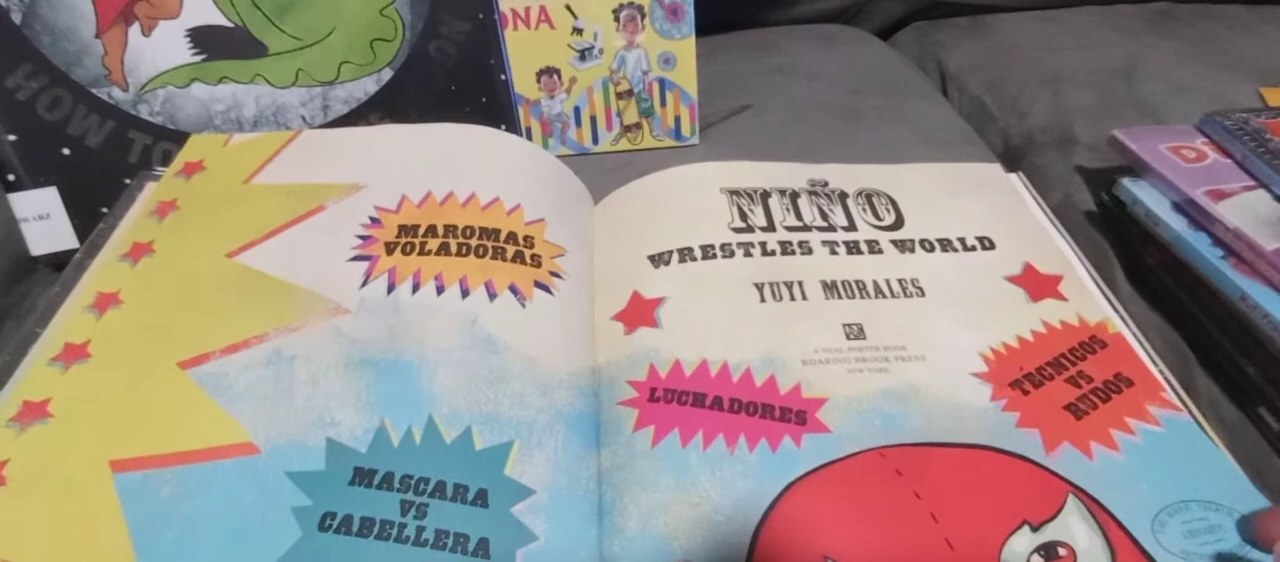 HOW TO
DNA
MAROMAS
VOLADORAS
MASCARA
VS
CABELLERA
NIÑO
WRESTLES THE WORLD
YUYI MORALES
A NEAL PORTER BOOK
ROARING BROOK PRESS
NEW YORK
LUCHADORES
TÉCNICOS
VS
RUDOS